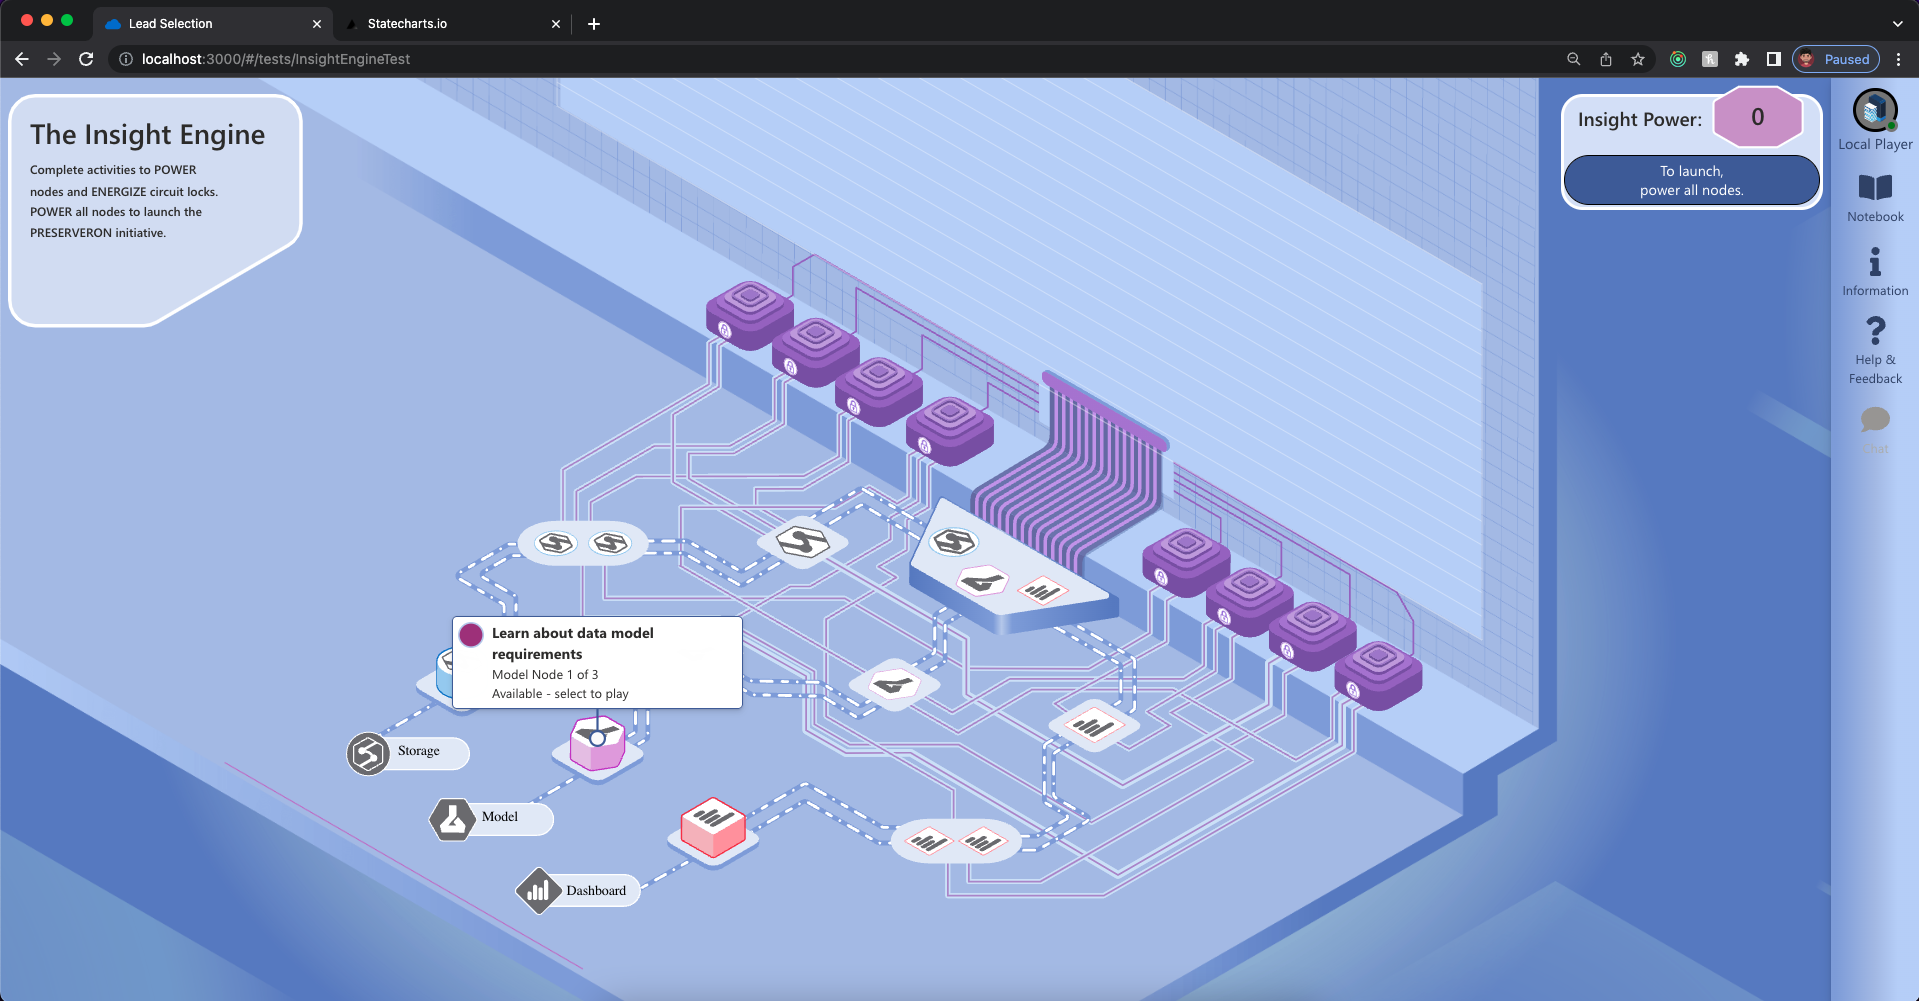 Lead Selection
Statecharts.io
localhost:3000/#/tests/InsightEngineTest
Paused
The Insight Engine
Complete activities to POWER
nodes and ENERGIZE circuit locks.
POWER all nodes to launch the
PRESERVERON initiative.
Insight Power:
0
To launch,
power all nodes.
Local Player
Notebook
Information
Help &
Feedback
Chat
Learn about data model
requirements
Model Node 1 of 3
Available - select to play
Storage
Model
Dashboard